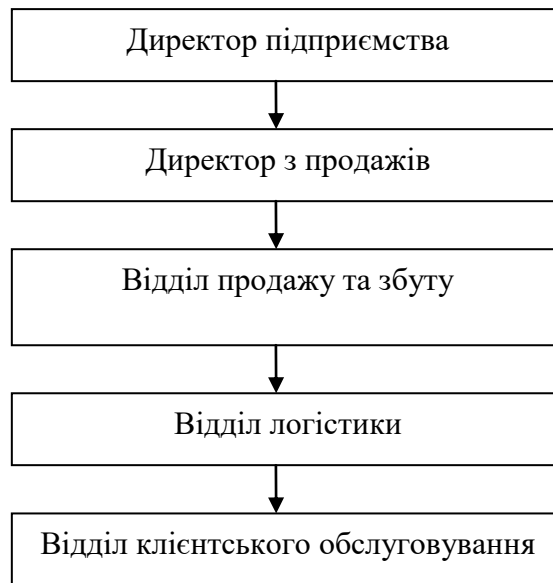 Директор підприємства
Директор з продажів
Відділ продажу та збуту
Відділ логістики
Відділ клієнтського обслуговування